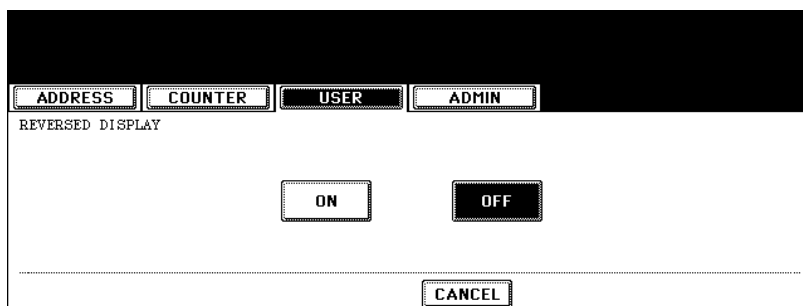 ADDRESS COUNTER USER ADMIN
REVERSED DISPLAY
ON OFF
CANCEL